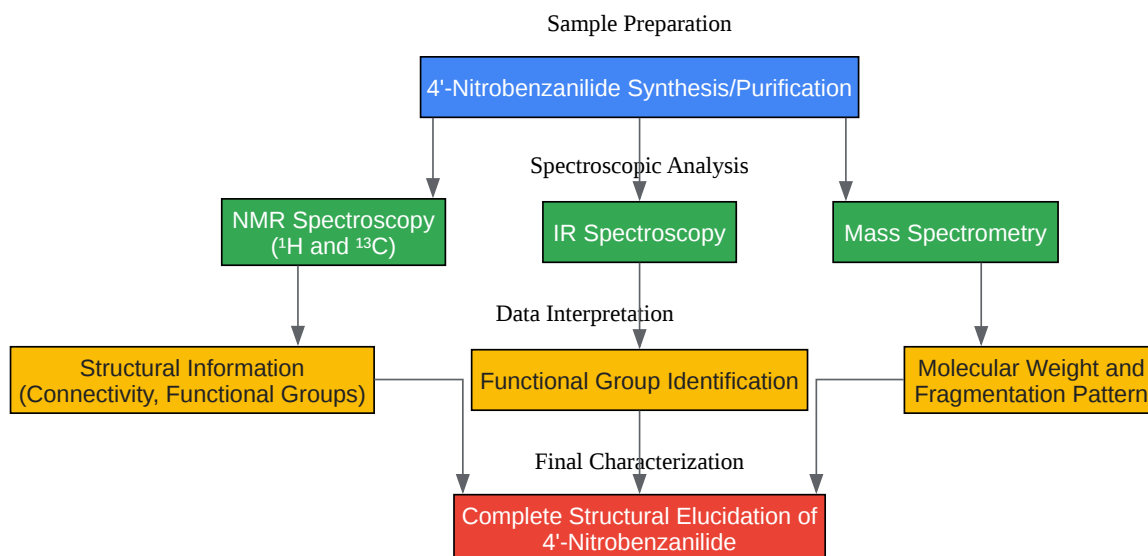 Sample Preparation
4'-Nitrobenzanilide Synthesis/Purification
Spectroscopic Analysis
NMR Spectroscopy
(¹H and ¹³C)
IR Spectroscopy
Mass Spectrometry
Data Interpretation
Structural Information
(Connectivity, Functional Groups)
Functional Group Identification
Molecular Weight and
Fragmentation Pattern
Final Characterization
Complete Structural Elucidation of
4'-Nitrobenzanilide